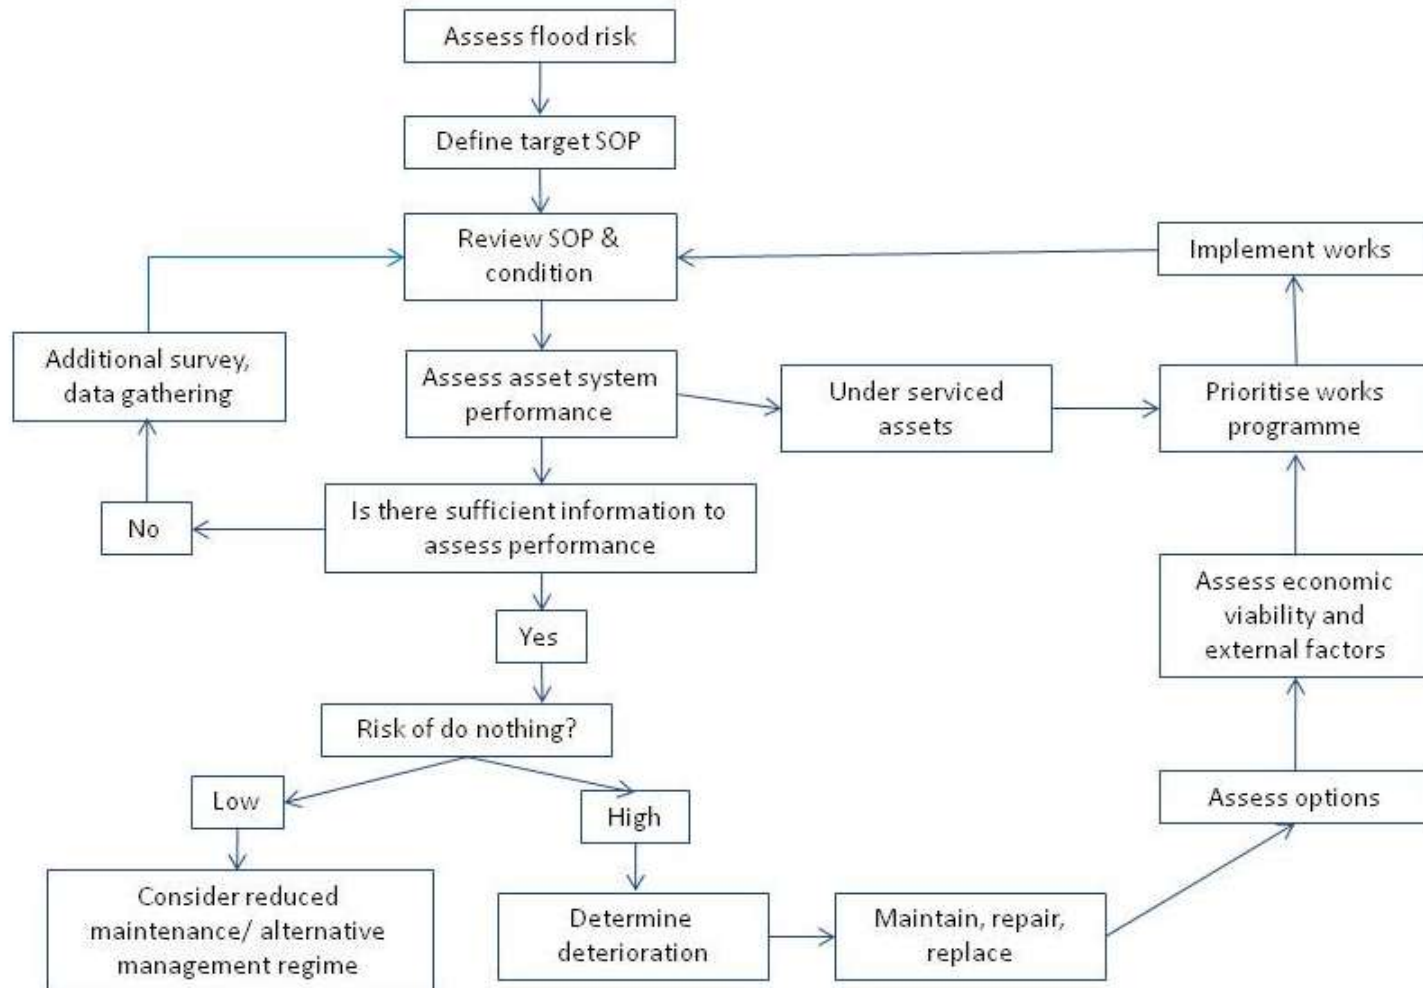 Assess flood risk
Define target SOP
Review SOP &
condition
Implement works
Additional survey,
data gathering
Assess asset system
performance
Under serviced
assets
Prioritise works
programme
No
Is there sufficient information to
assess performance
Assess economic
viability and
external factors
Yes
Risk of do nothing?
Low
High
Assess options
Consider reduced
maintenance/ alternative
management regime
Determine
deterioration
Maintain, repair,
replace